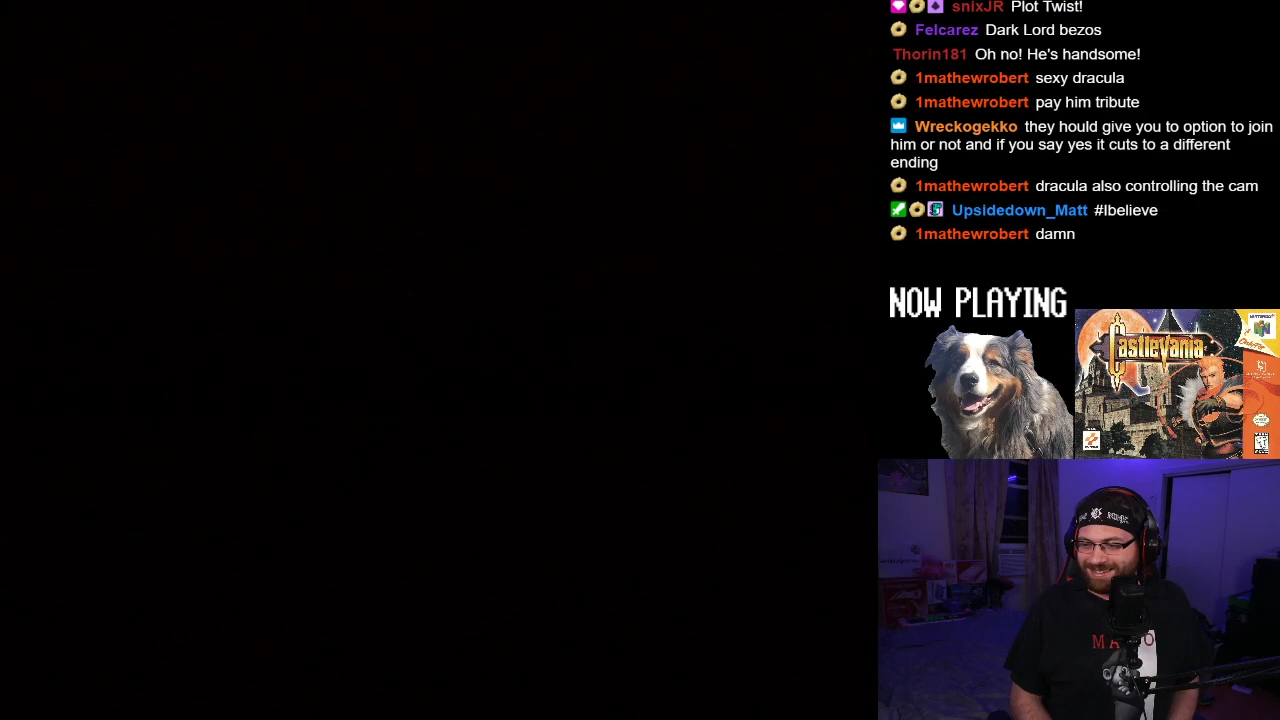 snixJR Plot Twist!
Felcarez Dark Lord bezos
Thorin181 Oh no! He's handsome!
1mathewrobert sexy dracula
1mathewrobert pay him tribute
Wreckogekko they hould give you to option to join
him or not and if you say yes it cuts to a different
ending
1mathewrobert dracula also controlling the cam
Upsidedown_Matt #Ibelieve
1mathewrobert damn
NOW PLAYING
Castlevania